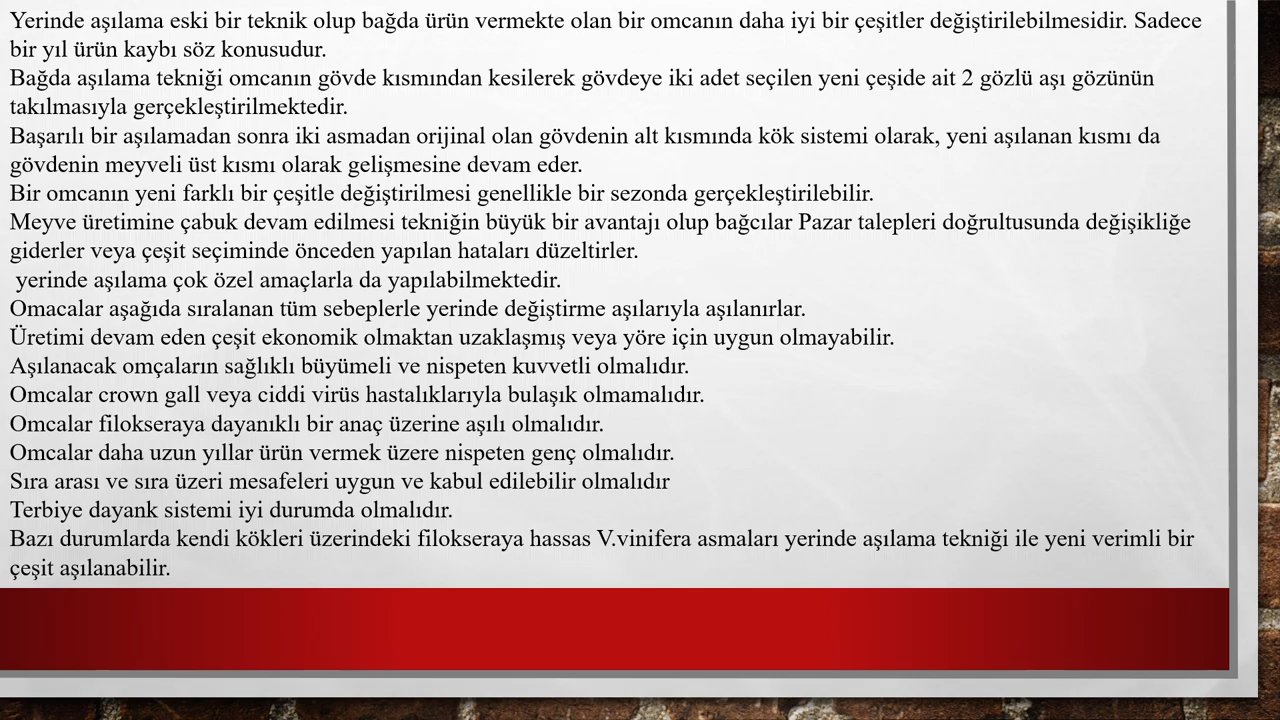 Yerinde aşılama eski bir teknik olup bağda ürün vermekte olan bir omcanın daha iyi bir çeşitler değiştirilebilmesidir. Sadece
bir yıl ürün kaybı söz konusudur.
Bağda aşılama tekniği omcanın gövde kısmından kesilerek gövdeye iki adet seçilen yeni çeşide ait 2 gözlü aşı gözünün
takılmasıyla gerçekleştirilmektedir.
Başarılı bir aşılamadan sonra iki asmadan orijinal olan gövdenin alt kısmında kök sistemi olarak, yeni aşılanan kısmı da
gövdenin meyveli üst kısmı olarak gelişmesine devam eder.
Bir omcanın yeni farklı bir çeşitle değiştirilmesi genellikle bir sezonda gerçekleştirilebilir.
Meyve üretimine çabuk devam edilmesi tekniğin büyük bir avantajı olup bağcılar Pazar talepleri doğrultusunda değişikliğe
giderler veya çeşit seçiminde önceden yapılan hataları düzeltirler.
yerinde aşılama çok özel amaçlarla da yapılabilmektedir.
Omacalar aşağıda sıralanan tüm sebeplerle yerinde değiştirme aşılarıyla aşılanırlar.
Üretimi devam eden çeşit ekonomik olmaktan uzaklaşmış veya yöre için uygun olmayabilir.
Aşılanacak omçaların sağlıklı büyümeli ve nispeten kuvvetli olmalıdır.
Omcalar crown gall veya ciddi virüs hastalıklarıyla bulaşık olmamalıdır.
Omcalar filokseraya dayanıklı bir anaç üzerine aşılı olmalıdır.
Omcalar daha uzun yıllar ürün vermek üzere nispeten genç olmalıdır.
Sıra arası ve sıra üzeri mesafeleri uygun ve kabul edilebilir olmalıdır
Terbiye dayank sistemi iyi durumda olmalıdır.
Bazı durumlarda kendi kökleri üzerindeki filokseraya hassas V.vinifera asmaları yerinde aşılama tekniği ile yeni verimli bir
çeşit aşılanabilir.